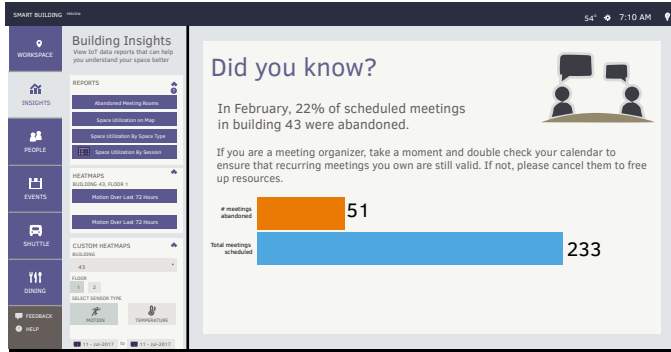 SMART BUILDING PREVIEW
54° 7:10 AM
WORKSPACE
INSIGHTS
PEOPLE
EVENTS
SHUTTLE
DINING
FEEDBACK
HELP
Building Insights
View IoT data reports that can help
you understand your space better
REPORTS
Abandoned Meeting Rooms
Space Utilization on Map
Space Utilization By Space Type
Space Utilization By Session
HEATMAPS
BUILDING 43, FLOOR 1
Motion Over Last 72 Hours
Motion Over Last 72 Hours
CUSTOM HEATMAPS
BUILDING
43
FLOOR
1 2
SELECT SENSOR TYPE
MOTION TEMPERATURE
11 - Jul-2017 to 11 - Jul-2017
Did you know?
In February, 22% of scheduled meetings
in building 43 were abandoned.
If you are a meeting organizer, take a moment and double check your calendar to
ensure that recurring meetings you own are still valid. If not, please cancel them to free
up resources.
# meetings
abandoned
51
Total meetings
scheduled
233